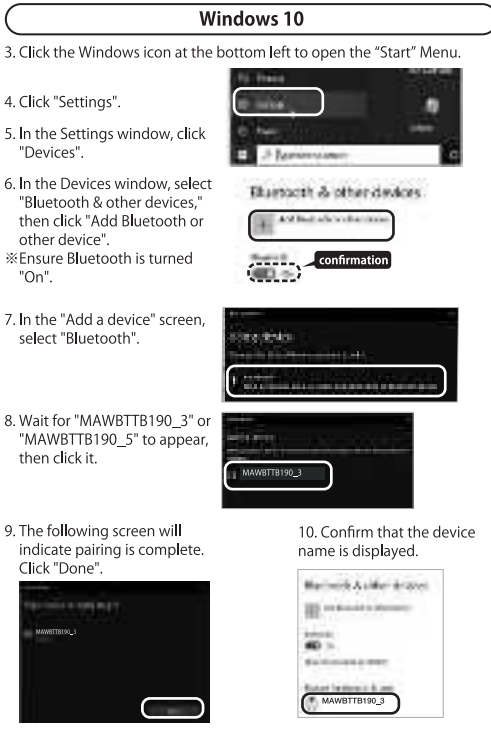 Windows 10
3. Click the Windows icon at the bottom left to open the “Start” Menu.
4. Click "Settings".
5. In the Settings window, click
"Devices".
6. In the Devices window, select
"Bluetooth & other devices,"
then click "Add Bluetooth or
other device".
※Ensure Bluetooth is turned
"On".
Bluetooth & other devices
confirmation
7. In the "Add a device" screen,
select "Bluetooth".
8. Wait for "MAWBTTB190_3" or
"MAWBTTB190_5" to appear,
then click it.
MAWBTTB190_3
9. The following screen will
indicate pairing is complete.
Click "Done".
MAWBTTB190_3
10. Confirm that the device
name is displayed.
Bluetooth & other devices
MAWBTTB190_3